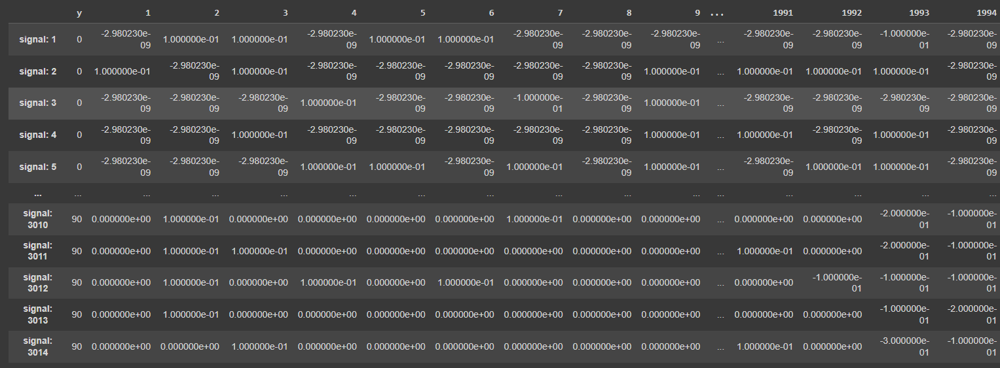 y 1 2 3 4 5 6 7 8 9 ... 1991 1992 1993 1994
signal: 1 0 -2.980230e-09 1.000000e-01 1.000000e-01 -2.980230e-09 1.000000e-01 1.000000e-01 -2.980230e-09 -2.980230e-09 -2.980230e-09 ... -2.980230e-09 -2.980230e-09 -1.000000e-01 -2.980230e-09
signal: 2 0 1.000000e-01 -2.980230e-09 1.000000e-01 -2.980230e-09 -2.980230e-09 -2.980230e-09 -2.980230e-09 -2.980230e-09 1.000000e-01 ... 1.000000e-01 1.000000e-01 1.000000e-01 -2.980230e-09
signal: 3 0 -2.980230e-09 -2.980230e-09 -2.980230e-09 1.000000e-01 -2.980230e-09 -2.980230e-09 -1.000000e-01 -2.980230e-09 1.000000e-01 ... -2.980230e-09 -2.980230e-09 -2.980230e-09 -2.980230e-09
signal: 4 0 -2.980230e-09 -2.980230e-09 1.000000e-01 -2.980230e-09 -2.980230e-09 -2.980230e-09 -2.980230e-09 -2.980230e-09 1.000000e-01 ... 1.000000e-01 -2.980230e-09 1.000000e-01 -2.980230e-09
signal: 5 0 -2.980230e-09 -2.980230e-09 -2.980230e-09 1.000000e-01 1.000000e-01 -2.980230e-09 1.000000e-01 -2.980230e-09 1.000000e-01 ... -2.980230e-09 1.000000e-01 1.000000e-01 -2.980230e-09
... ... ... ... ... ... ... ... ... ... ... ... ... ... ... ...
signal: 3010 90 0.000000e+00 1.000000e-01 0.000000e+00 0.000000e+00 0.000000e+00 0.000000e+00 1.000000e-01 0.000000e+00 0.000000e+00 ... 0.000000e+00 0.000000e+00 -2.000000e-01 -1.000000e-01
signal: 3011 90 0.000000e+00 1.000000e-01 1.000000e-01 0.000000e+00 0.000000e+00 0.000000e+00 0.000000e+00 0.000000e+00 0.000000e+00 ... 1.000000e-01 0.000000e+00 -2.000000e-01 -1.000000e-01
signal: 3012 90 0.000000e+00 1.000000e-01 0.000000e+00 1.000000e-01 0.000000e+00 1.000000e-01 0.000000e+00 0.000000e+00 0.000000e+00 ... 0.000000e+00 -1.000000e-01 -1.000000e-01 -1.000000e-01
signal: 3013 90 0.000000e+00 1.000000e-01 0.000000e+00 0.000000e+00 0.000000e+00 0.000000e+00 0.000000e+00 0.000000e+00 0.000000e+00 ... 0.000000e+00 0.000000e+00 -1.000000e-01 -2.000000e-01
signal: 3014 90 0.000000e+00 0.000000e+00 1.000000e-01 0.000000e+00 0.000000e+00 0.000000e+00 0.000000e+00 0.000000e+00 0.000000e+00 ... 1.000000e-01 0.000000e+00 -3.000000e-01 -1.000000e-01